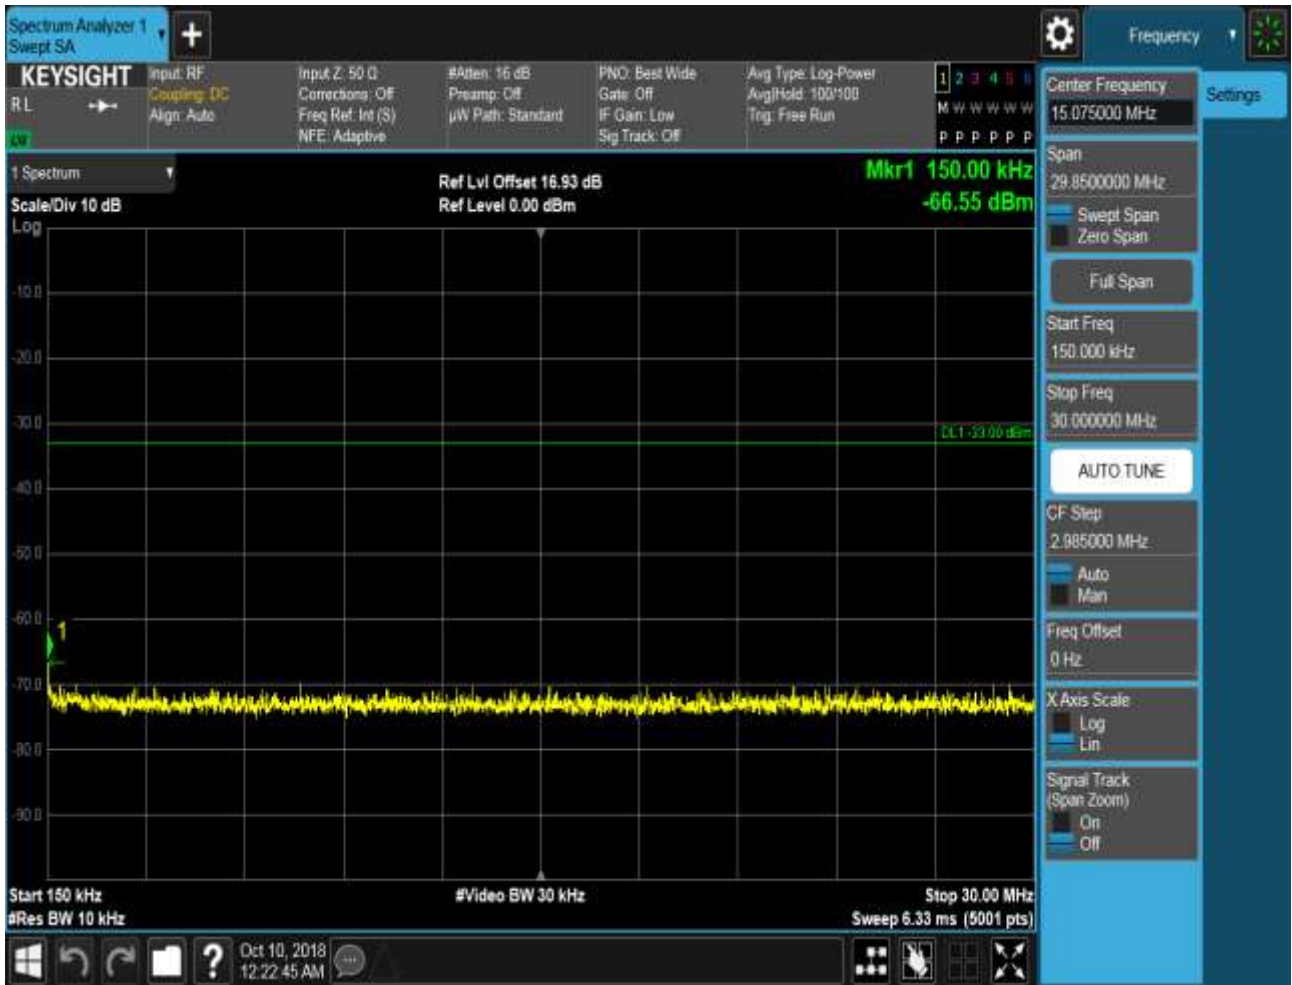 Spectrum Analyzer 1
Swept SA
+
Frequency
KEYSIGHT
RL
LXI
Input: RF
Coupling: DC
Align: Auto
Input Z: 50 Ω
Corrections: Off
Freq Ref: Int (S)
NFE: Adaptive
#Atten: 16 dB
Preamp: Off
µW Path: Standard
PNO: Best Wide
Gate: Off
IF Gain: Low
Sig Track: Off
Avg Type: Log-Power
Avg|Hold: 100/100
Trig: Free Run
1 2 3 4 5 6
M W W W W W
P P P P P P
1 Spectrum
Scale/Div 10 dB
Ref Lvl Offset 16.93 dB
Ref Level 0.00 dBm
Mkr1 150.00 kHz
-66.55 dBm
Log
-10.0
-20.0
-30.0
DL1 -33.00 dBm
-40.0
-50.0
-60.0
1
-70.0
-80.0
-90.0
Start 150 kHz
#Video BW 30 kHz
Stop 30.00 MHz
#Res BW 10 kHz
Sweep 6.33 ms (5001 pts)
Oct 10, 2018
12:22:45 AM
?
Center Frequency
15.075000 MHz
Settings
Span
29.8500000 MHz
Swept Span
Zero Span
Full Span
Start Freq
150.000 kHz
Stop Freq
30.000000 MHz
AUTO TUNE
CF Step
2.985000 MHz
Auto
Man
Freq Offset
0 Hz
X Axis Scale
Log
Lin
Signal Track
(Span Zoom)
On
Off